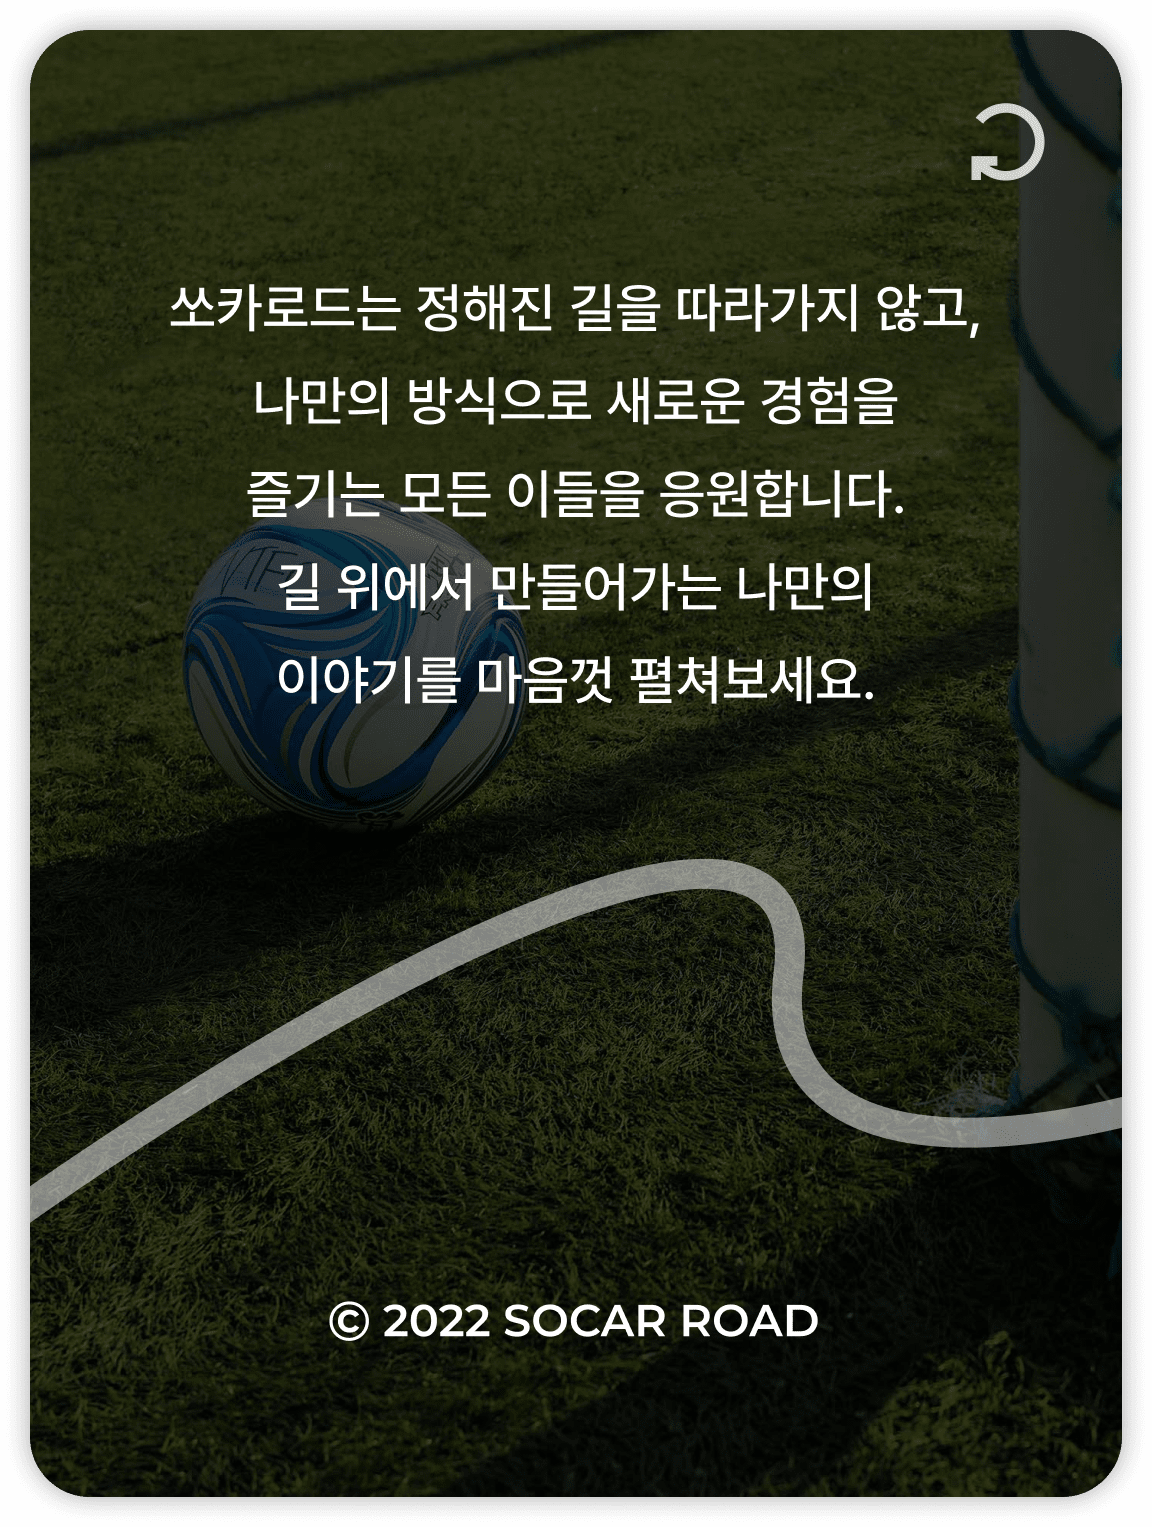 쏘카로드는 정해진 길을 따라가지 않고,
나만의 방식으로 새로운 경험을
즐기는 모든 이들을 응원합니다.
길 위에서 만들어가는 나만의
이야기를 마음껏 펼쳐보세요.
© 2022 SOCAR ROAD